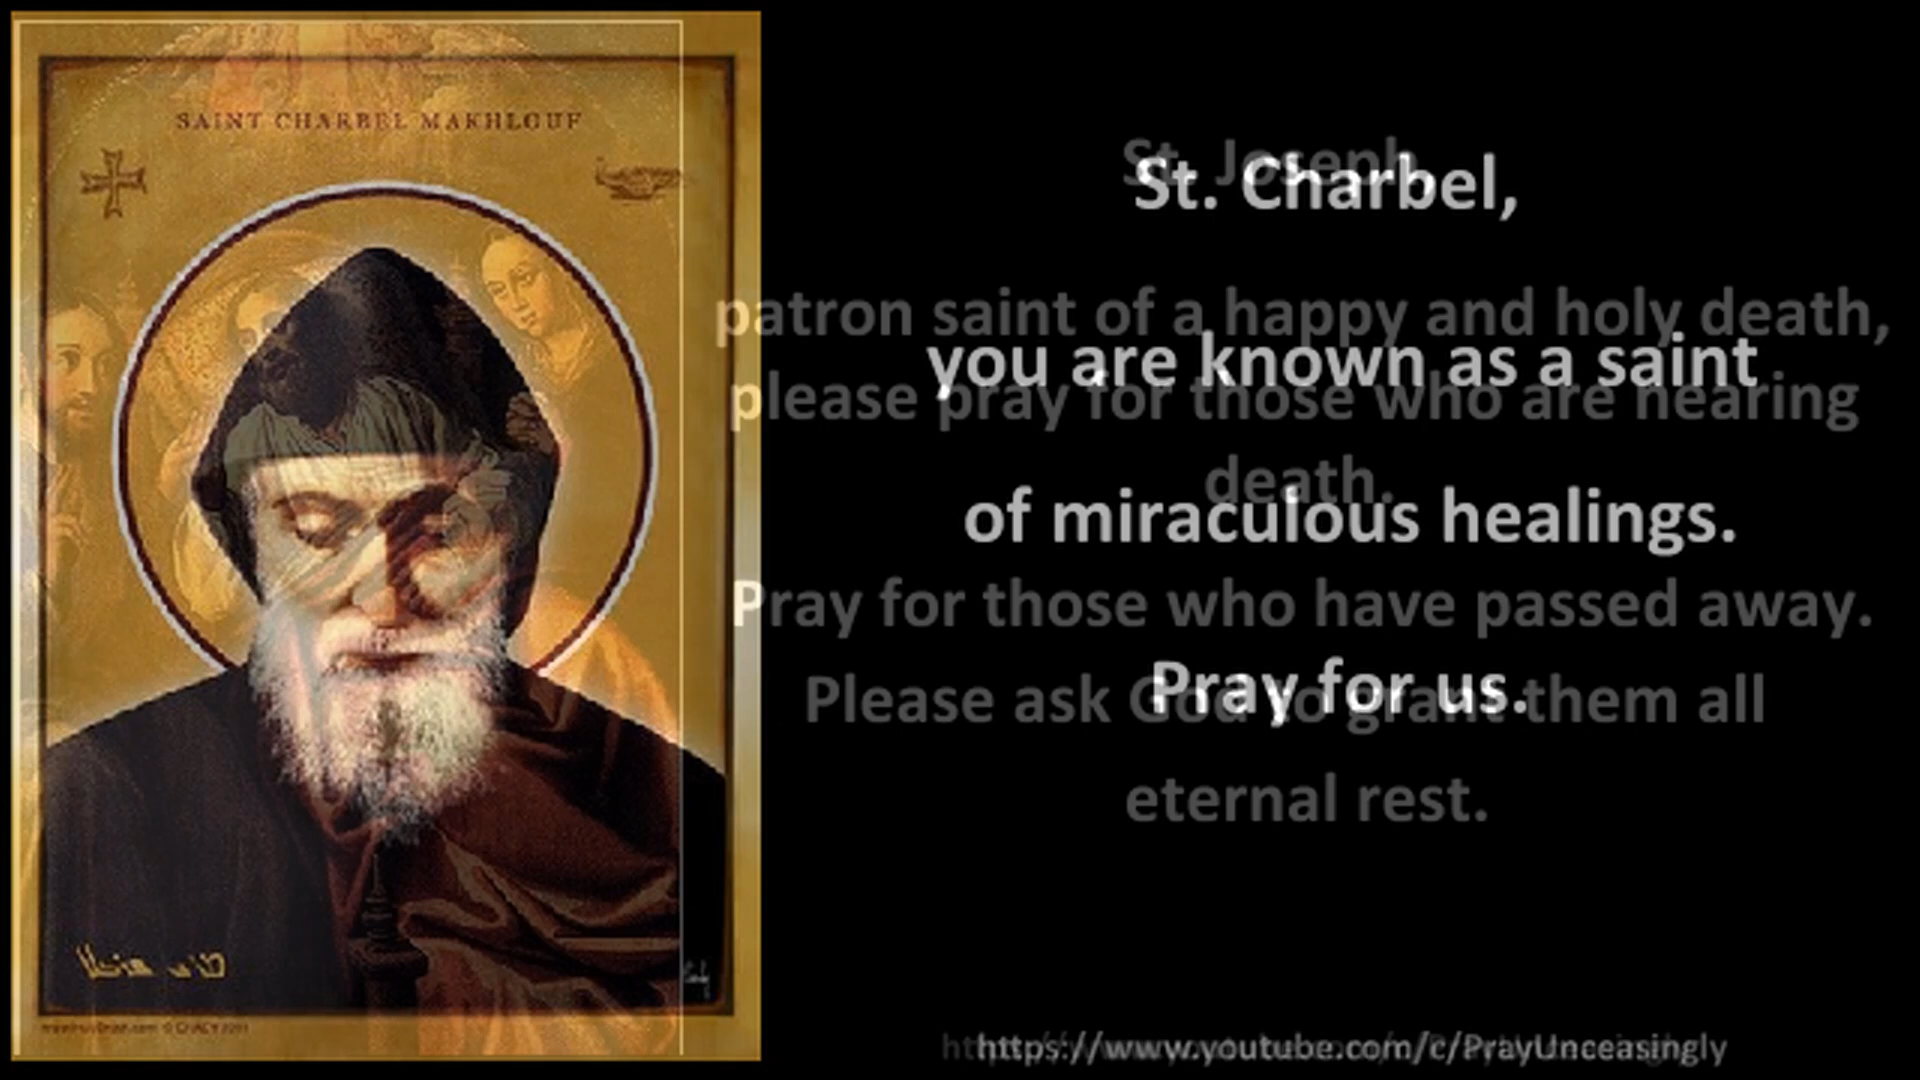 SAINT CHARBEL MAKHLOUF
St. Charbel,
you are known as a saint
of miraculous healings.
Pray for us.
St. Joseph,
patron saint of a happy and holy death,
please pray for those who are nearing
death.
Pray for those who have passed away.
Please ask God to grant them all
eternal rest.
https://www.youtube.com/c/PrayUnceasingly